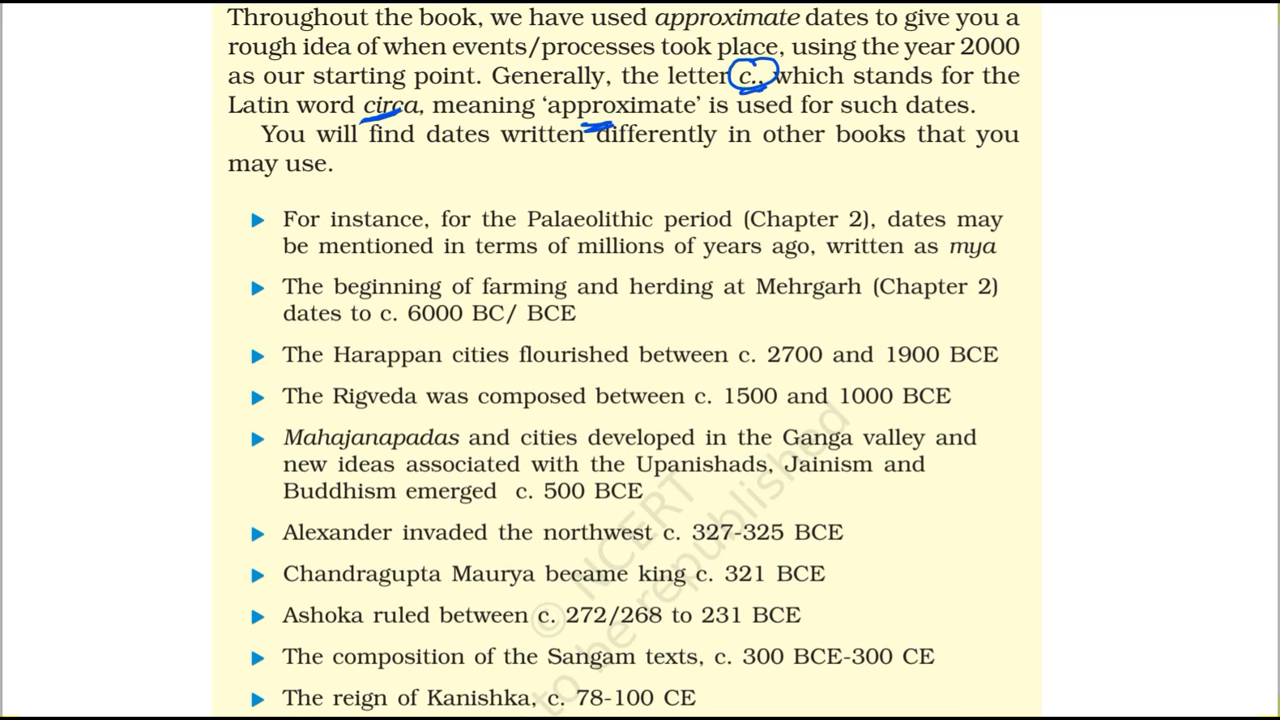 Throughout the book, we have used approximate dates to give you a
rough idea of when events/processes took place, using the year 2000
as our starting point. Generally, the letter c., which stands for the
Latin word circa, meaning ‘approximate’ is used for such dates.
You will find dates written differently in other books that you
may use.
For instance, for the Palaeolithic period (Chapter 2), dates may
be mentioned in terms of millions of years ago, written as mya
The beginning of farming and herding at Mehrgarh (Chapter 2)
dates to c. 6000 BC/ BCE
The Harappan cities flourished between c. 2700 and 1900 BCE
The Rigveda was composed between c. 1500 and 1000 BCE
Mahajanapadas and cities developed in the Ganga valley and
new ideas associated with the Upanishads, Jainism and
Buddhism emerged c. 500 BCE
Alexander invaded the northwest c. 327-325 BCE
Chandragupta Maurya became king c. 321 BCE
Ashoka ruled between c. 272/268 to 231 BCE
The composition of the Sangam texts, c. 300 BCE-300 CE
The reign of Kanishka, c. 78-100 CE
© NCERT
to be republished